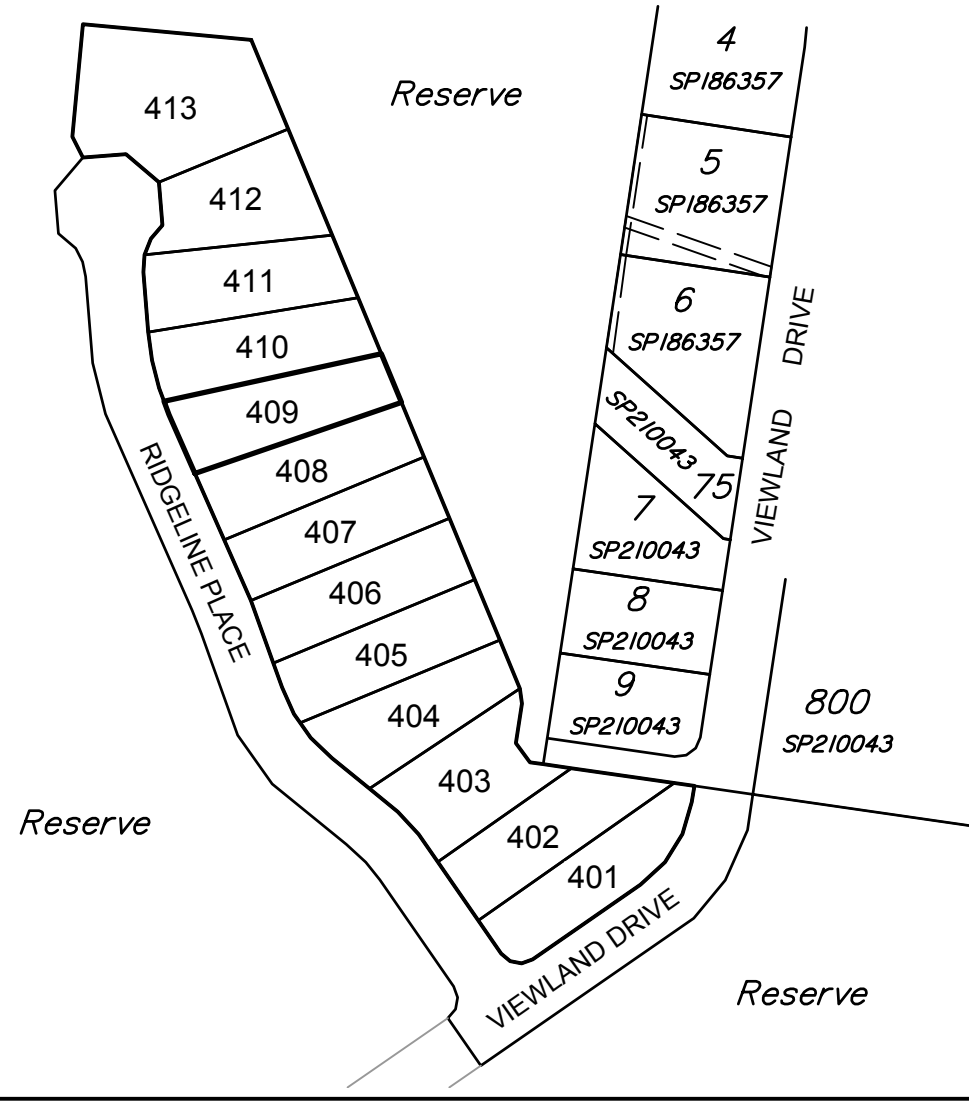 4
SP186357
Reserve
413
5
SP186357
412
411
6
SP186357
DRIVE
VIEWLAND
410
409
SP210043
75
408
RIDGELINE PLACE
407
7
SP210043
406
8
SP210043
405
9
SP210043
404
800
SP210043
403
Reserve
402
401
VIEWLAND DRIVE
Reserve